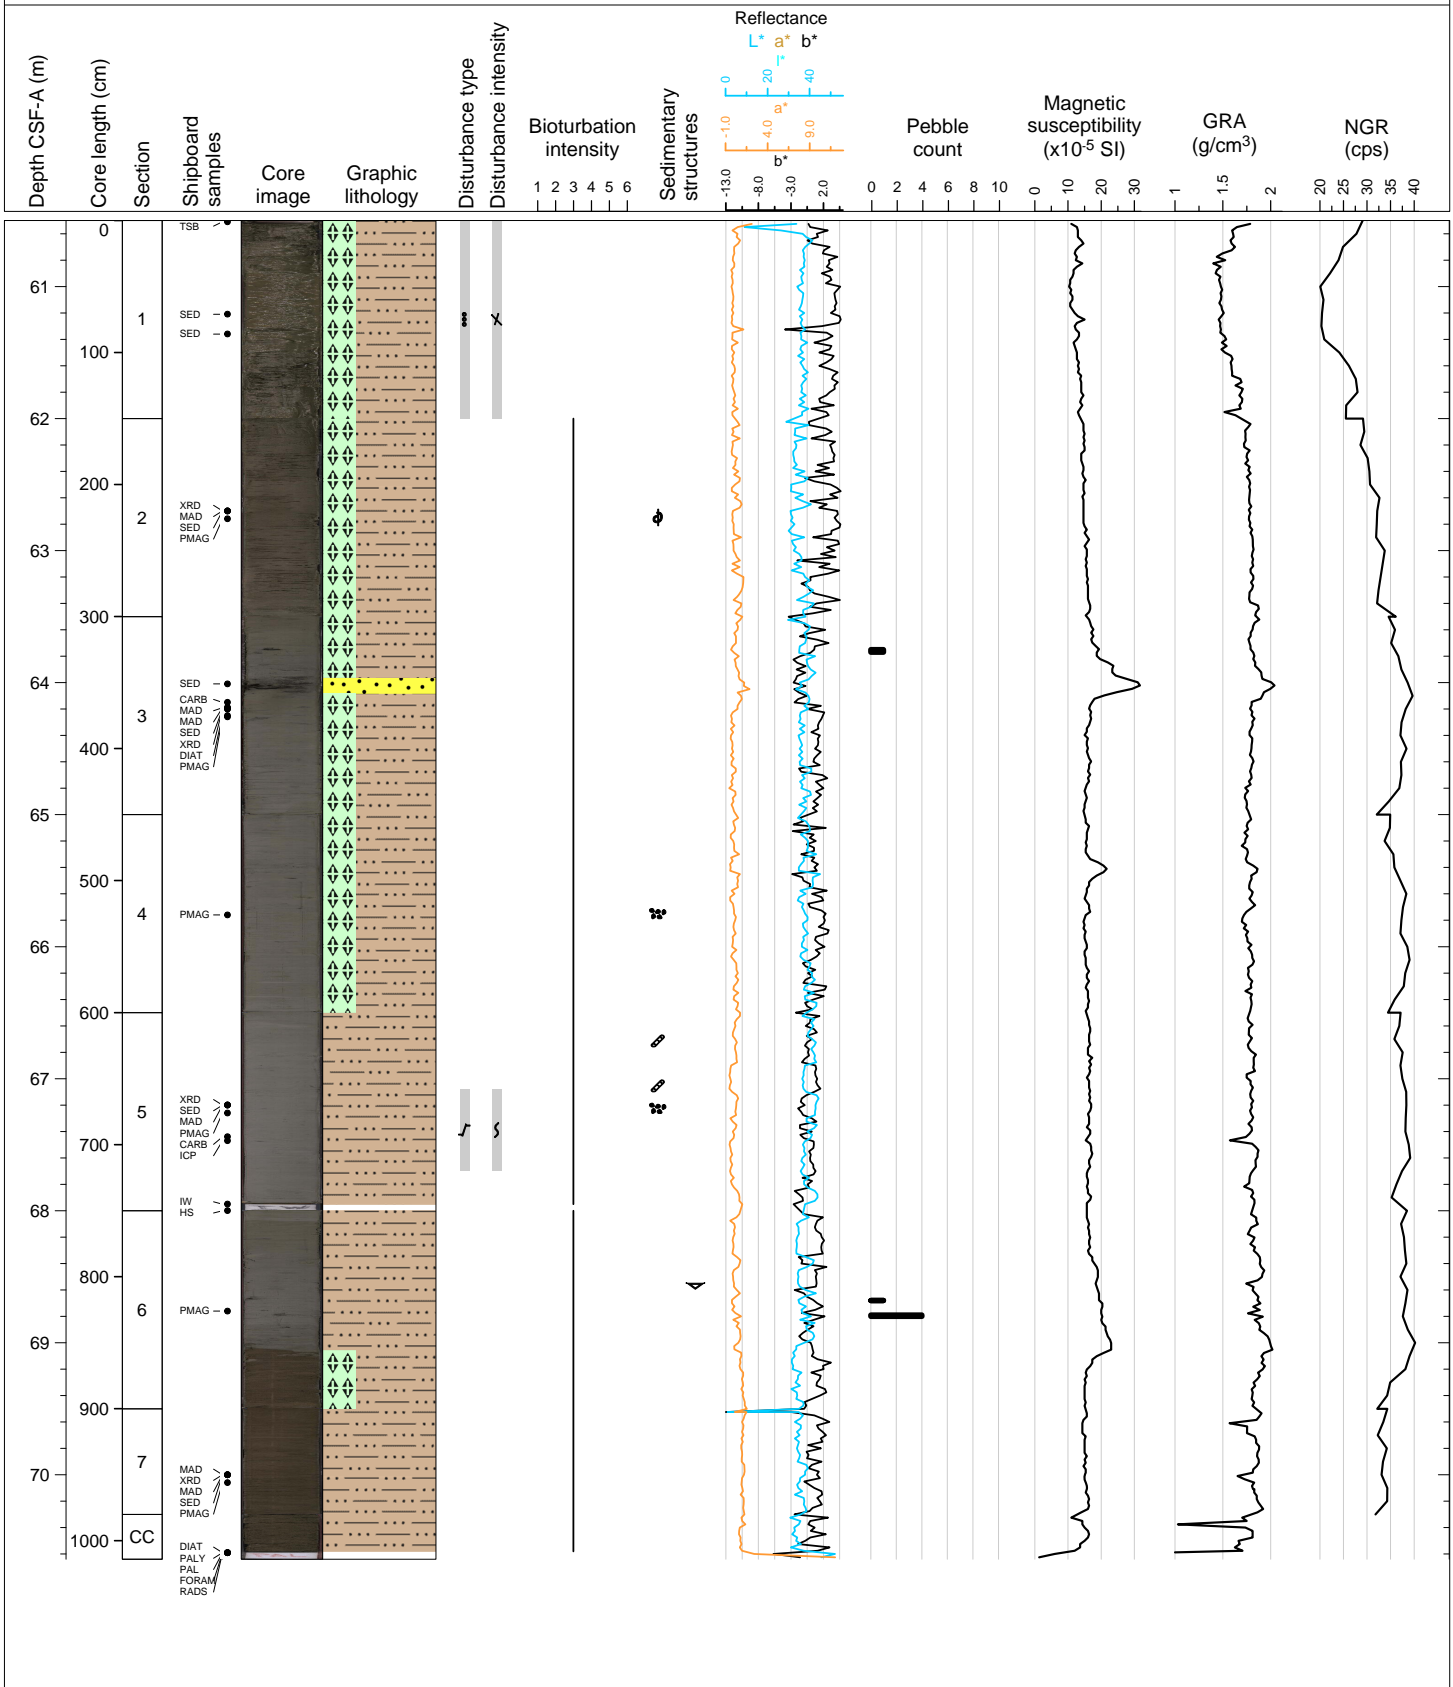 Depth CSF-A (m)
Core length (cm)
Section
Shipboard
samples
Core
image
Graphic
lithology
Disturbance type
Disturbance intensity
Bioturbation
intensity
1 2 3 4 5 6
Sedimentary
structures
Reflectance
L* a* b*
l*
0 20 40
a*
-1.0 4.0 9.0
b*
-13.0 -8.0 -3.0 2.0
Pebble
count
0 2 4 6 8 10
Magnetic
susceptibility
(x10-5 SI)
0 10 20 30
GRA
(g/cm3)
1 1.5 2
NGR
(cps)
20 25 30 35 40
61
62
63
64
65
66
67
68
69
70
0
100
200
300
400
500
600
700
800
900
1000
1
2
3
4
5
6
7
CC
TSB
SED
SED
XRD
MAD
SED
PMAG
SED
CARB
MAD
MAD
SED
XRD
DIAT
PMAG
PMAG
XRD
SED
MAD
PMAG
CARB
ICP
IW
HS
PMAG
MAD
XRD
MAD
SED
PMAG
DIAT
PALY
PAL
FORAM
RADS